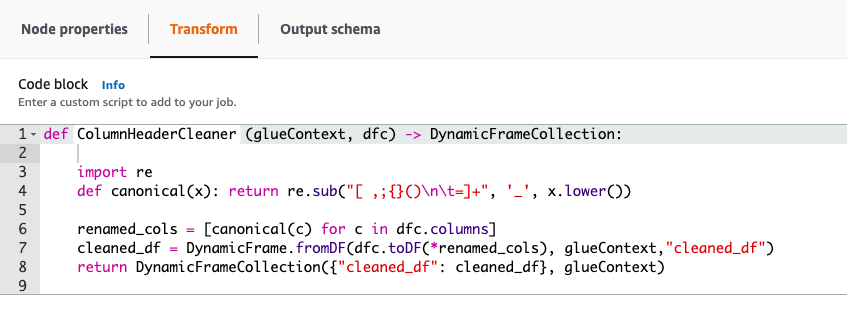 Node properties Transform Output schema
Code block Info
Enter a custom script to add to your job.
1 def ColumnHeaderCleaner (glueContext, dfc) -> DynamicFrameCollection:
2
3 import re
4 def canonical(x): return re.sub("[ ,;{}()\n\t=]+", '_', x.lower())
5
6 renamed_cols = [canonical(c) for c in dfc.columns]
7 cleaned_df = DynamicFrame.fromDF(dfc.toDF(*renamed_cols), glueContext,"cleaned_df")
8 return DynamicFrameCollection({"cleaned_df": cleaned_df}, glueContext)
9